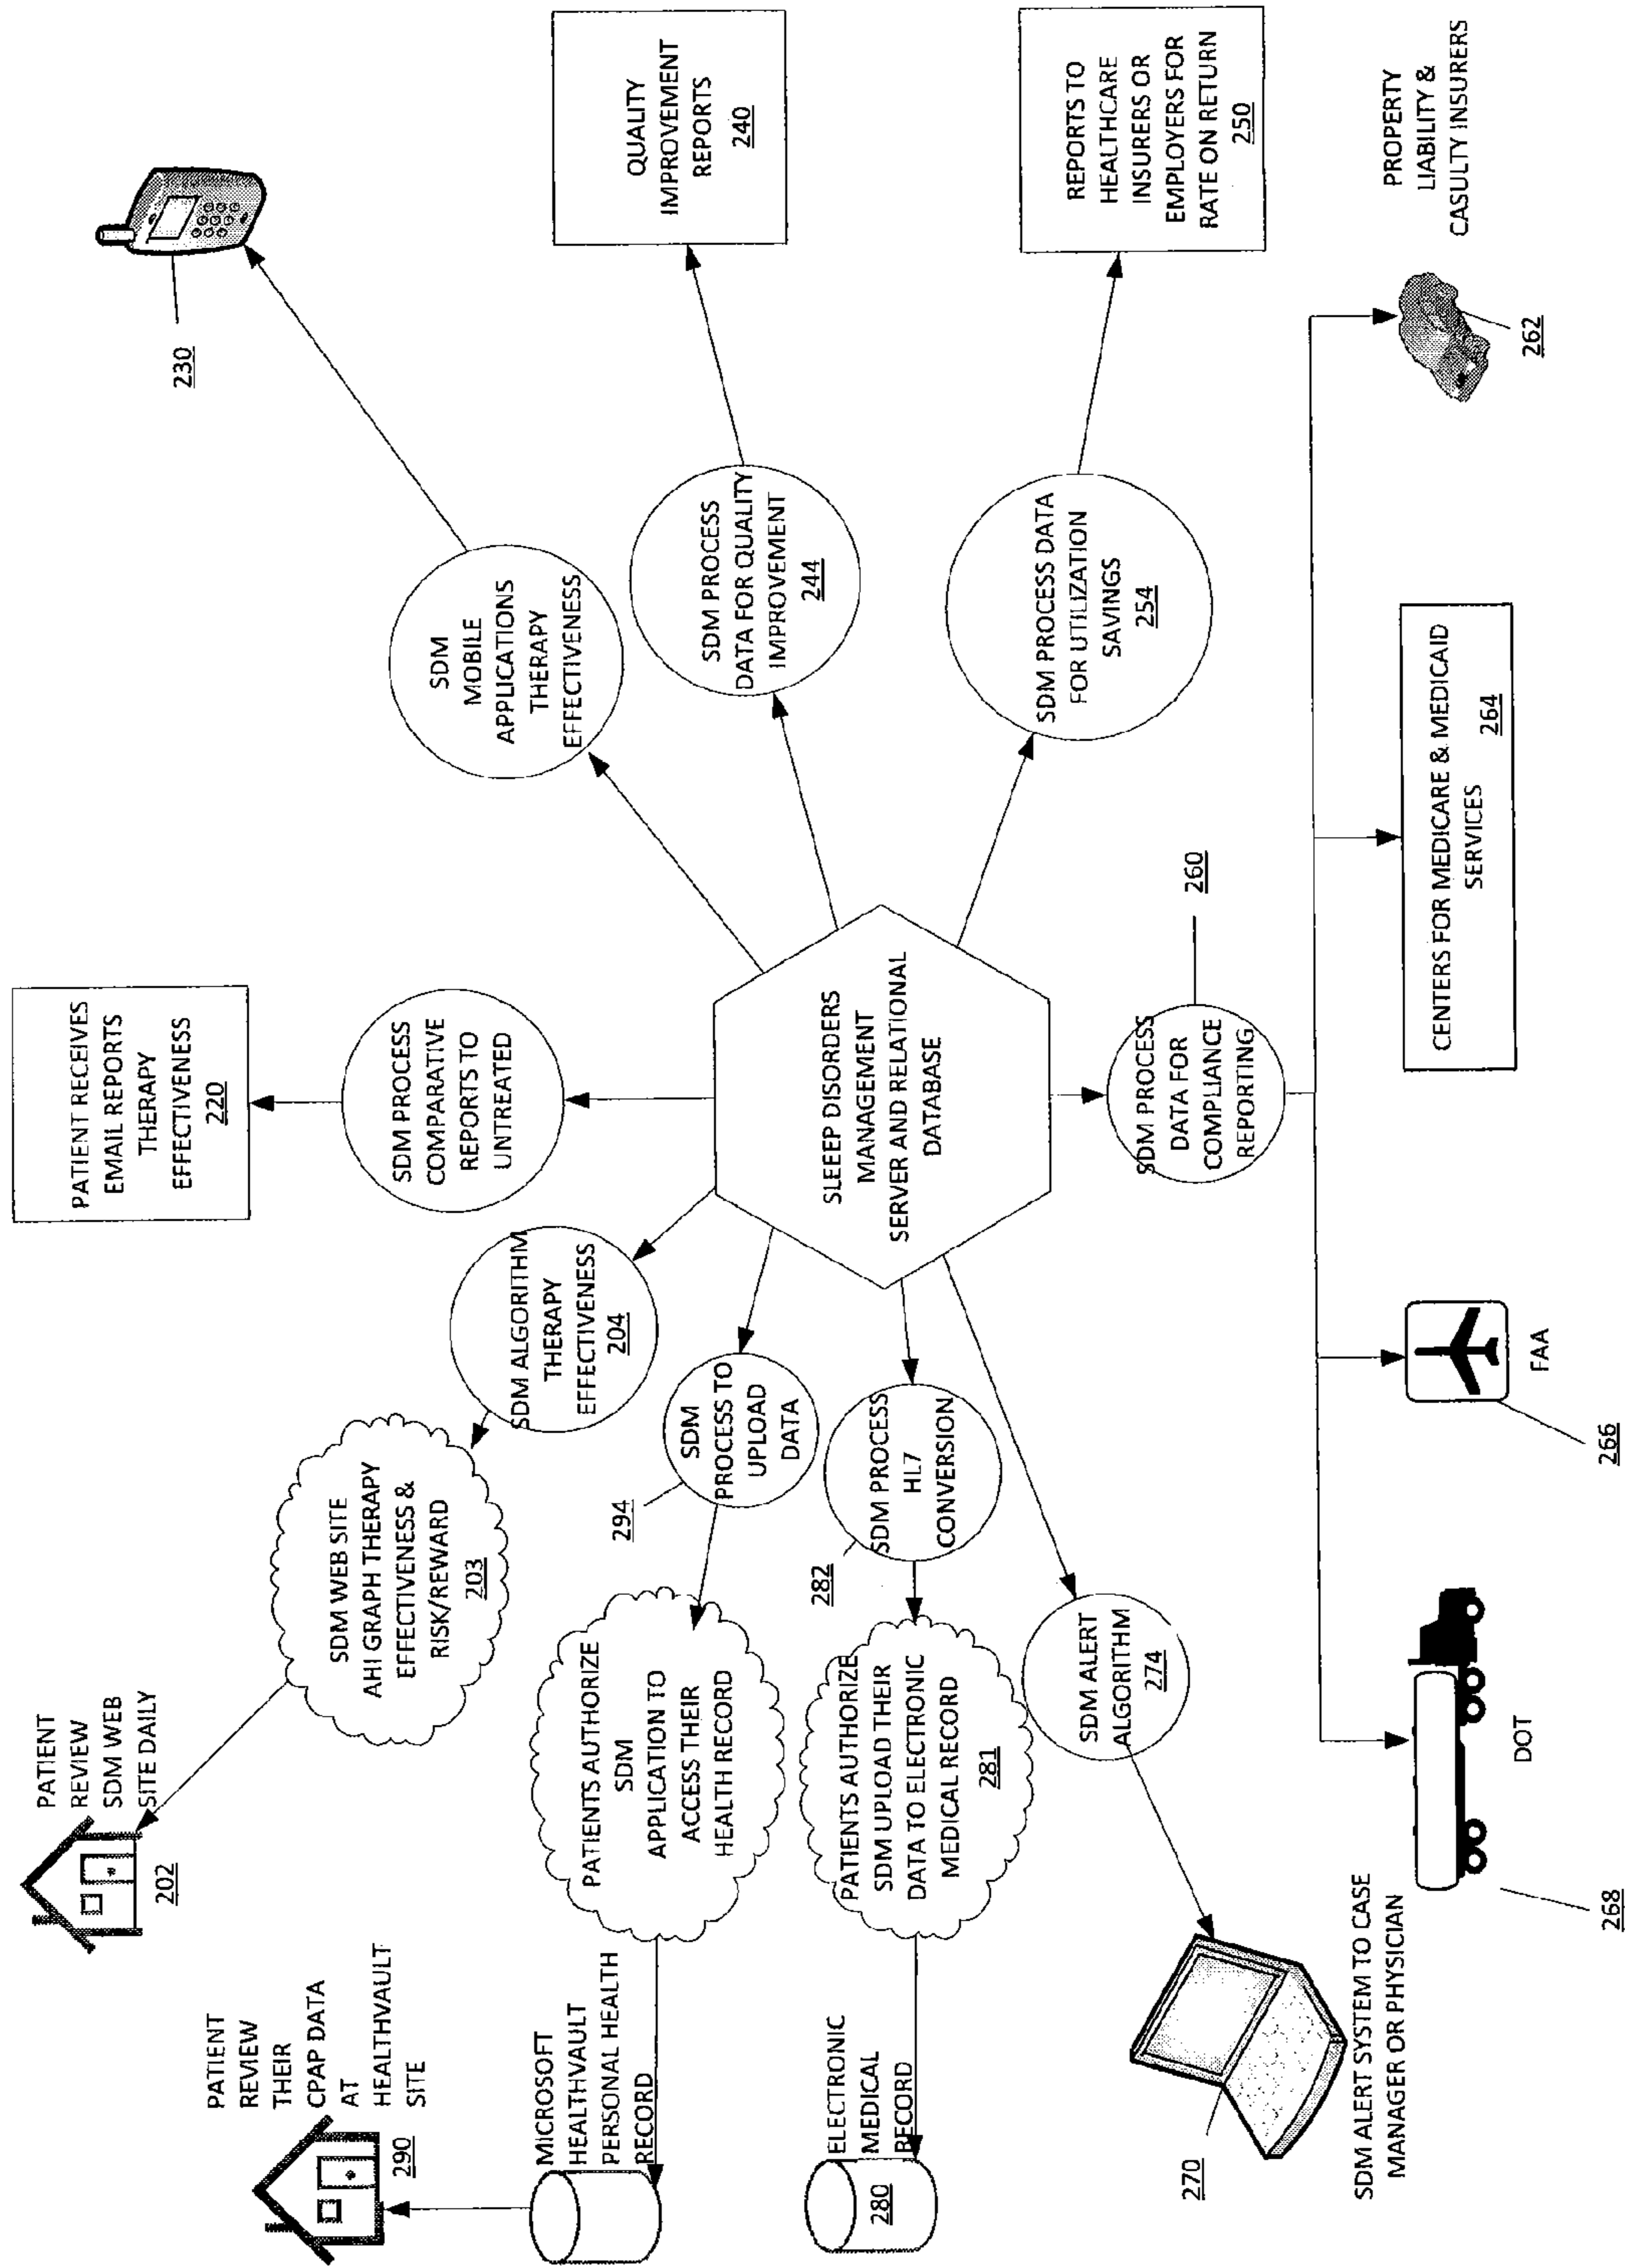 PATIENT
REVIEW
THEIR
CPAP DATA
AT
HEALTHVAULT
SITE
290
PATIENT
REVIEW
SDM WEB
SITE DAILY
202
SDM WEB SITE
AHI GRAPH THERAPY
EFFECTIVENESS &
RISK/REWARD
203
SDM ALGORITHM
THERAPY
EFFECTIVENESS
204
PATIENT RECEIVES
EMAIL REPORTS
THERAPY
EFFECTIVENESS
220
SDM PROCESS
COMPARATIVE
REPORTS TO
UNTREATED
SDM
MOBILE
APPLICATIONS
THERAPY
EFFECTIVENESS
230
QUALITY
IMPROVEMENT
REPORTS
240
SDM PROCESS
DATA FOR QUALITY
IMPROVEMENT
244
MICROSOFT
HEALTHVAULT
PERSONAL HEALTH
RECORD
PATIENTS AUTHORIZE
SDM
APPLICATION TO
ACCESS THEIR
HEALTH RECORD
294
SDM
PROCESS TO
UPLOAD
DATA
SLEEEP DISORDERS
MANAGEMENT
SERVER AND RELATIONAL
DATABASE
ELECTRONIC
MEDICAL
RECORD
280
PATIENTS AUTHORIZE
SDM UPLOAD THEIR
DATA TO ELECTRONIC
MEDICAL RECORD
281
282
SDM PROCESS
HL7
CONVERSION
SDM PROCESS DATA
FOR UTILIZATION
SAVINGS
254
REPORTS TO
HEALTHCARE
INSURERS OR
EMPLOYERS FOR
RATE ON RETURN
250
SDM ALERT
ALGORITHM
274
270
SDM ALERT SYSTEM TO CASE
MANAGER OR PHYSICIAN
SDM PROCESS
DATA FOR
COMPLIANCE
REPORTING
260
DOT
268
FAA
266
CENTERS FOR MEDICARE & MEDICAID
SERVICES
264
PROPERTY
LIABILITY &
CASULTY INSURERS
262